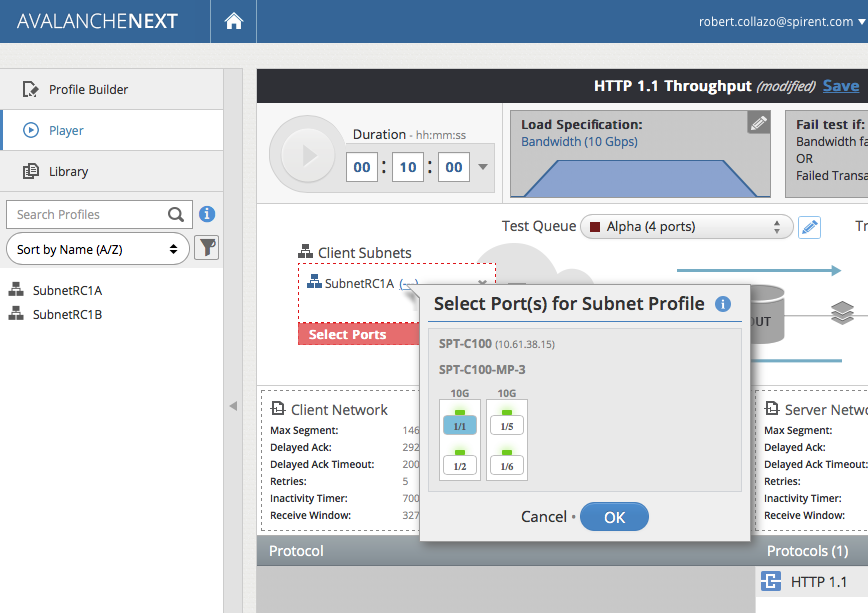 AVALANCHENEXT
robert.collazo@spirent.com
Profile Builder
Player
Library
Search Profiles
Sort by Name (A/Z)
SubnetRC1A
SubnetRC1B
HTTP 1.1 Throughput (modified) Save
Duration - hh:mm:ss
00 : 10 : 00
Load Specification:
Bandwidth (10 Gbps)
Fail test if:
Bandwidth fa
OR
Failed Transa
Test Queue
Alpha (4 ports)
Tr
Client Subnets
SubnetRC1A (--)
Select Ports
OUT
Select Port(s) for Subnet Profile
SPT-C100 (10.61.38.15)
SPT-C100-MP-3
10G 10G
1/1 1/5
1/2 1/6
Cancel • OK
Client Network
Max Segment: 146
Delayed Ack: 292
Delayed Ack Timeout: 200
Retries: 5
Inactivity Timer: 700
Receive Window: 327
Server Netwo
Max Segment:
Delayed Ack:
Delayed Ack Timeout:
Retries:
Inactivity Timer:
Receive Window:
Protocol
Protocols (1)
HTTP 1.1